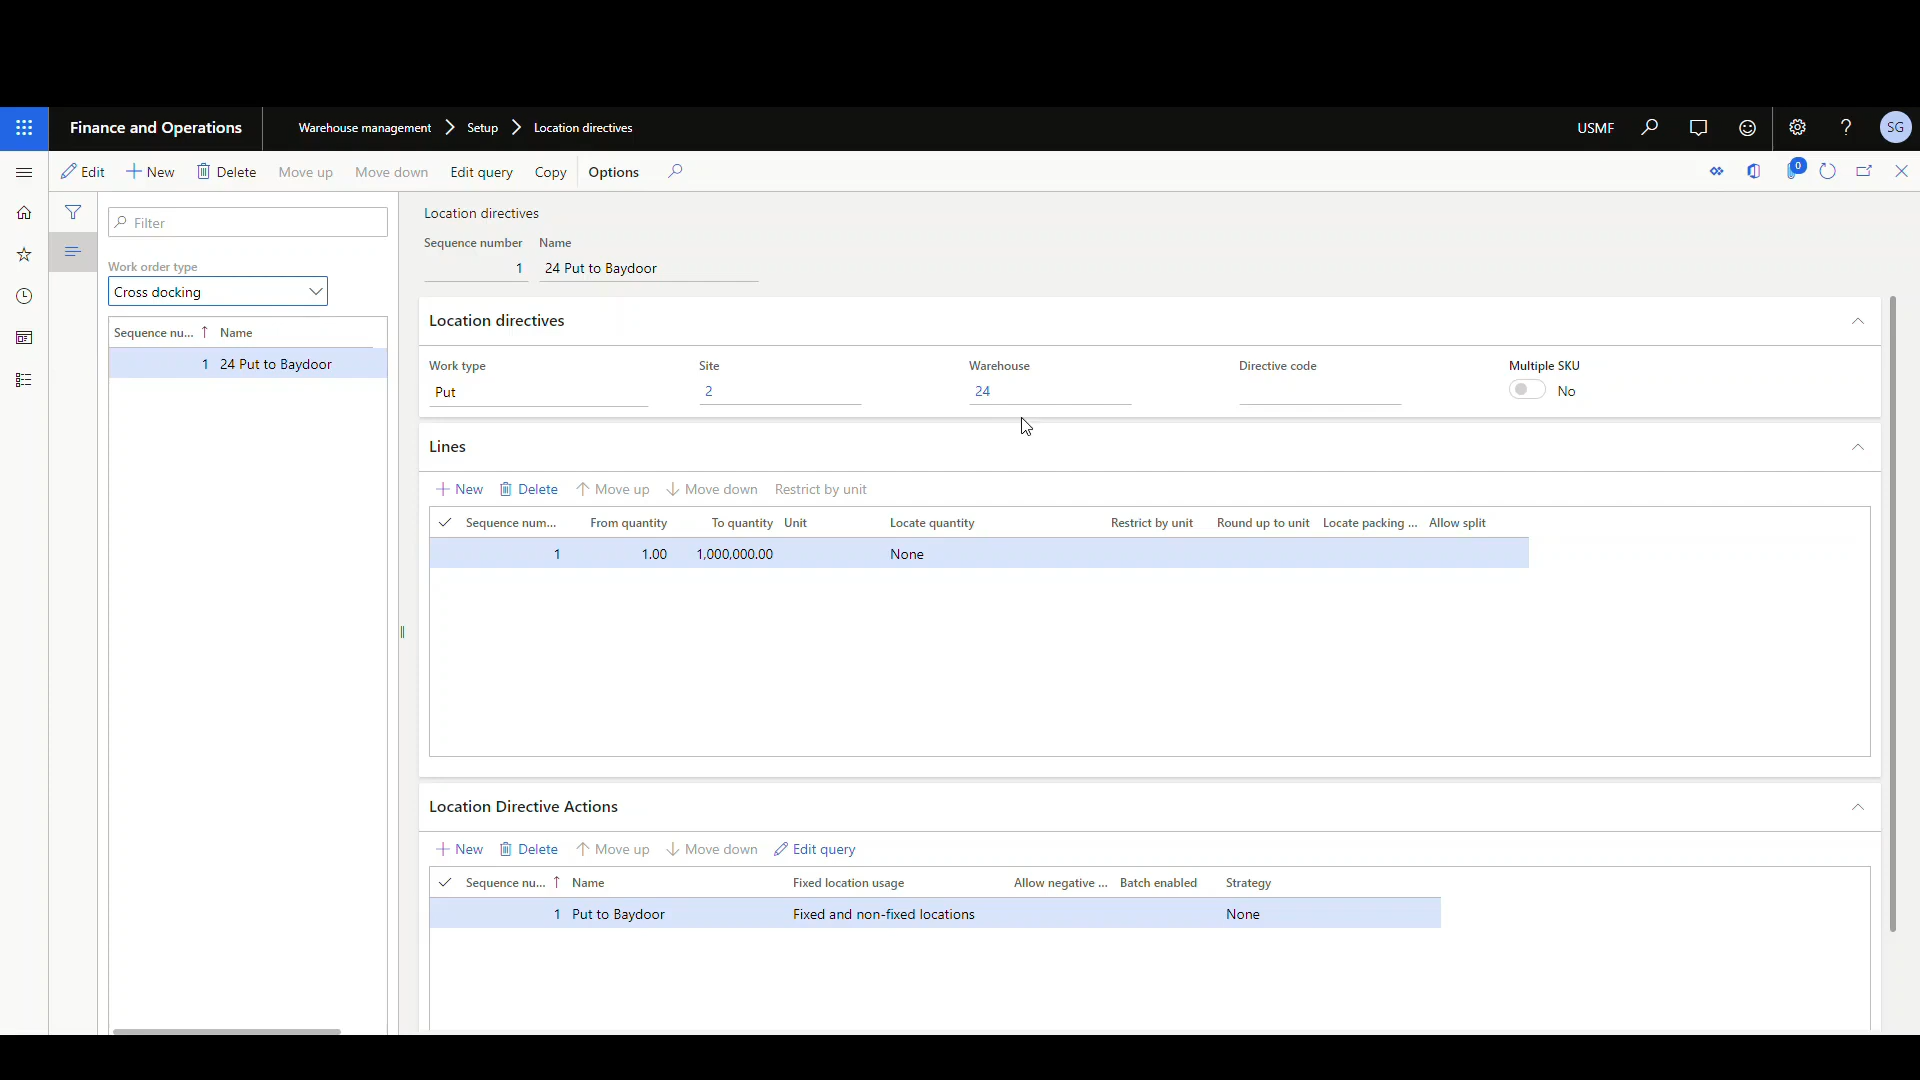 Finance and Operations Warehouse management Setup Location directives USMF ? SG
Edit New Delete Move up Move down Edit query Copy Options 0
Filter
Work order type
Cross docking
Sequence nu... Name
1 24 Put to Baydoor
Location directives
Sequence number Name
1 24 Put to Baydoor
Location directives
Work type Site Warehouse Directive code Multiple SKU
Put 2 24 No
Lines
New Delete Move up Move down Restrict by unit
Sequence num... From quantity To quantity Unit Locate quantity Restrict by unit Round up to unit Locate packing ... Allow split
1 1.00 1,000,000.00 None
Location Directive Actions
New Delete Move up Move down Edit query
Sequence nu... Name Fixed location usage Allow negative ... Batch enabled Strategy
1 Put to Baydoor Fixed and non-fixed locations None